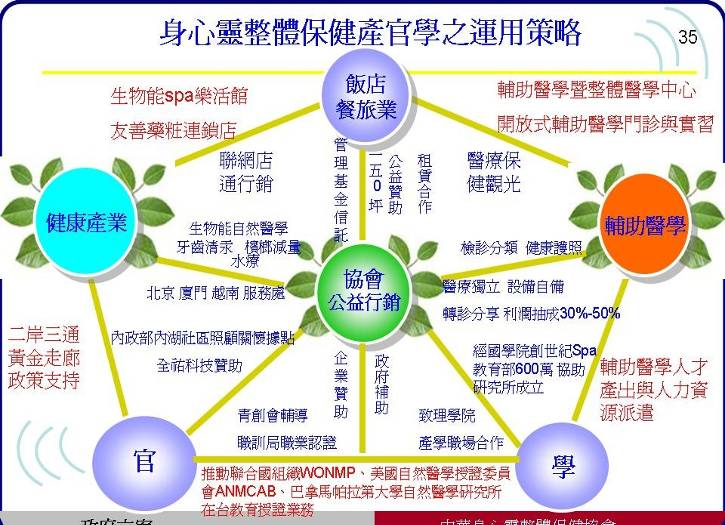 身心靈整體保健產官學之運用策略
35
飯店
餐旅業
生物能spa樂活館
友善藥粧連鎖店
輔助醫學暨整體醫學中心
開放式輔助醫學門診與實習
聯網店
通行銷
管理基金信託
一五0坪
公益贊助
租賃合作
醫療保
健觀光
健康產業
輔助醫學
生物能自然醫學
牙齒清汞 檳榔減量
水療
檢診分類 健康護照
協會
公益行銷
北京 廈門 越南 服務處
醫療獨立 設備自備
轉診分享 利潤抽成30%-50%
二岸三通
黃金走廊
政策支持
內政部內湖社區照顧關懷據點
全祐科技贊助
企業贊助
政府補助
經國學院創世紀Spa
教育部600萬 協助
研究所成立
輔助醫學人才
產出與人力資
源派遣
青創會輔導
職訓局職業認證
致理學院
產學職場合作
官
學
推動聯合國組織WONMP、美國自然醫學授證委員
會ANMCAB、巴拿馬帕拉第大學自然醫學研究所
在台教育授證業務
中華身心靈整體保健協會